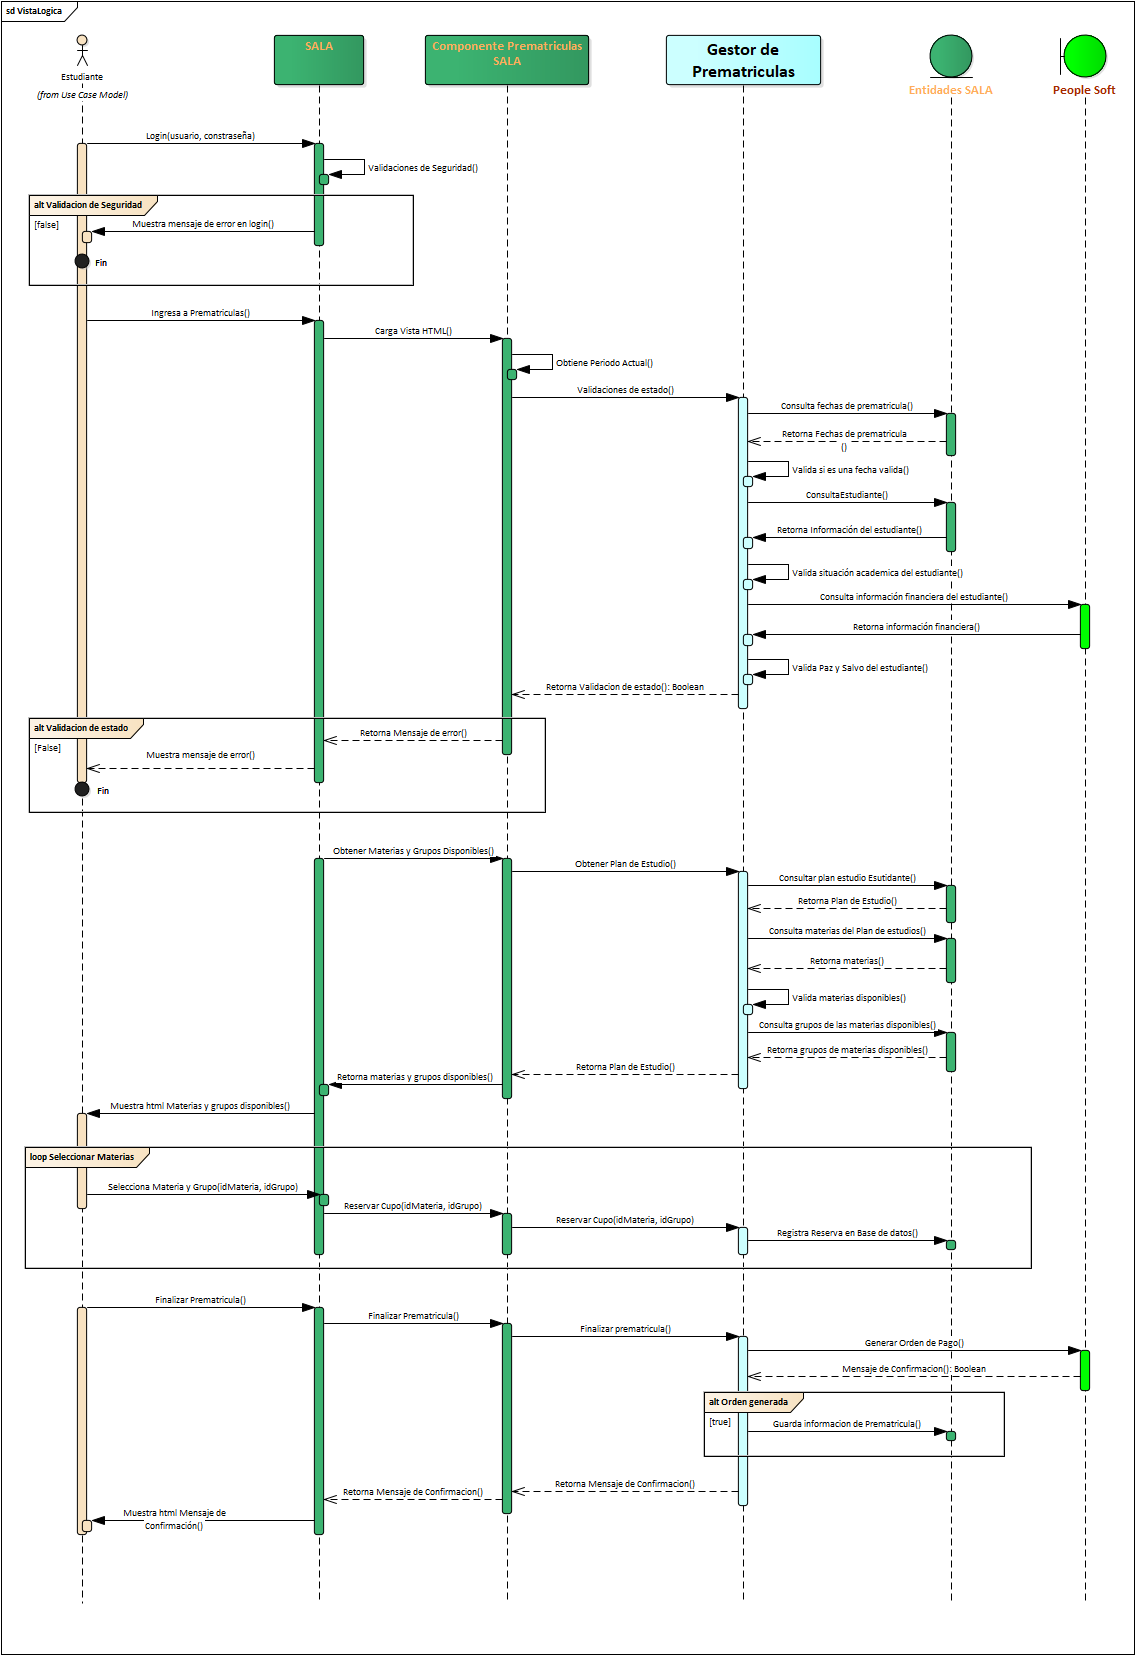 sd VistaLogica
SALA
Componente Prematriculas
SALA
Gestor de
Prematriculas
Estudiante
(from Use Case Model)
Entidades SALA
People Soft
Login(usuario, constraseña)
Validaciones de Seguridad()
alt Validacion de Seguridad
[false]
Muestra mensaje de error en login()
Fin
Ingresa a Prematriculas()
Carga Vista HTML()
Obtiene Periodo Actual()
Validaciones de estado()
Consulta fechas de prematricula()
Retorna Fechas de prematricula
()
Valida si es una fecha valida()
ConsultaEstudiante()
Retorna Información del estudiante()
Valida situación academica del estudiante()
Consulta información financiera del estudiante()
Retorna información financiera()
Valida Paz y Salvo del estudiante()
Retorna Validacion de estado(): Boolean
alt Validacion de estado
[False]
Retorna Mensaje de error()
Muestra mensaje de error()
Fin
Obtener Materias y Grupos Disponibles()
Obtener Plan de Estudio()
Consultar plan estudio Esutidante()
Retorna Plan de Estudio()
Consulta materias del Plan de estudios()
Retorna materias()
Valida materias disponibles()
Consulta grupos de las materias disponibles()
Retorna grupos de materias disponibles()
Retorna Plan de Estudio()
Retorna materias y grupos disponibles()
Muestra html Materias y grupos disponibles()
loop Seleccionar Materias
Selecciona Materia y Grupo(idMateria, idGrupo)
Reservar Cupo(idMateria, idGrupo)
Reservar Cupo(idMateria, idGrupo)
Registra Reserva en Base de datos()
Finalizar Prematricula()
Finalizar Prematricula()
Finalizar prematricula()
Generar Orden de Pago()
Mensaje de Confirmacion(): Boolean
alt Orden generada
[true]
Guarda informacion de Prematricula()
Retorna Mensaje de Confirmacion()
Retorna Mensaje de Confirmacion()
Muestra html Mensaje de
Confirmación()